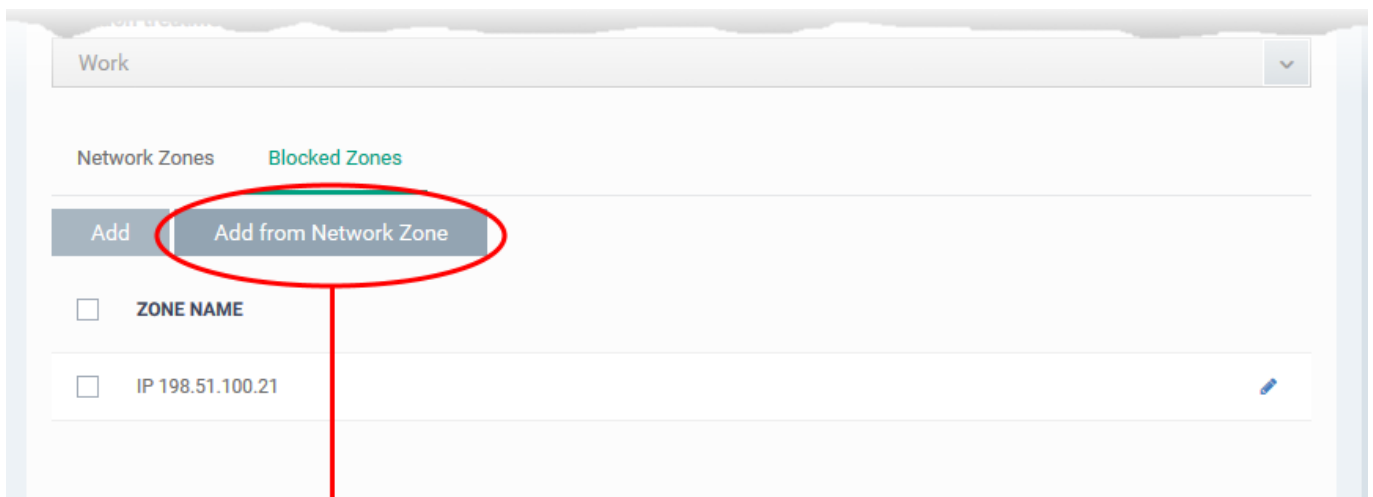 Work
Network Zones Blocked Zones
Add Add from Network Zone
ZONE NAME
IP 198.51.100.21